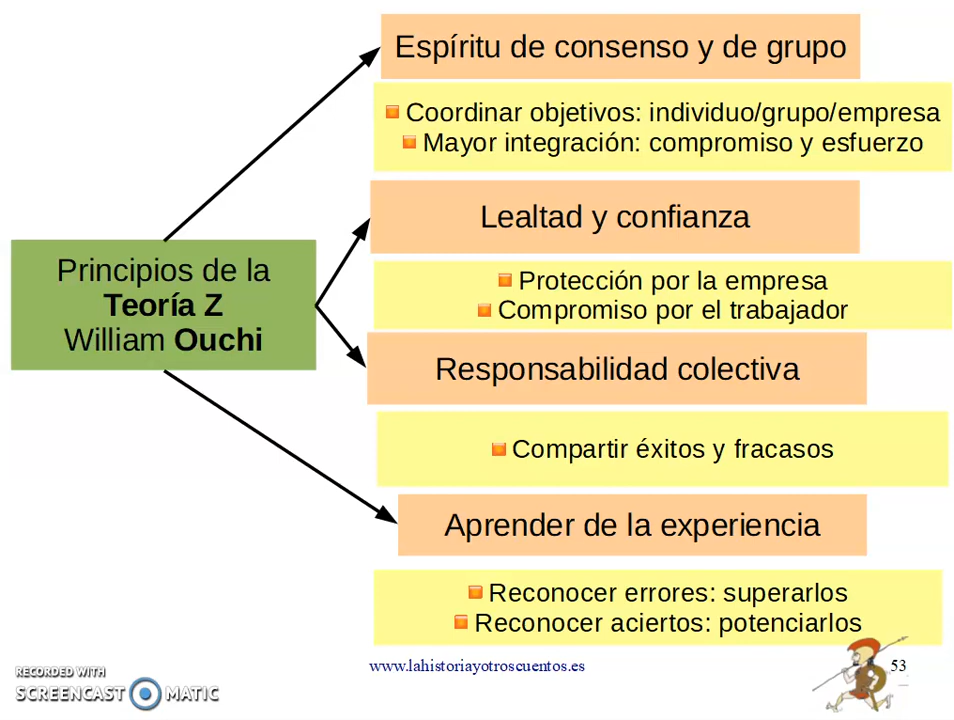 Espíritu de consenso y de grupo
Coordinar objetivos: individuo/grupo/empresa
Mayor integración: compromiso y esfuerzo
Lealtad y confianza
Protección por la empresa
Compromiso por el trabajador
Principios de la
Teoría Z
William Ouchi
Responsabilidad colectiva
Compartir éxitos y fracasos
Aprender de la experiencia
Reconocer errores: superarlos
Reconocer aciertos: potenciarlos
www.lahistoriayotroscuentos.es
53
RECORDED WITH
SCREENCAST MATIC